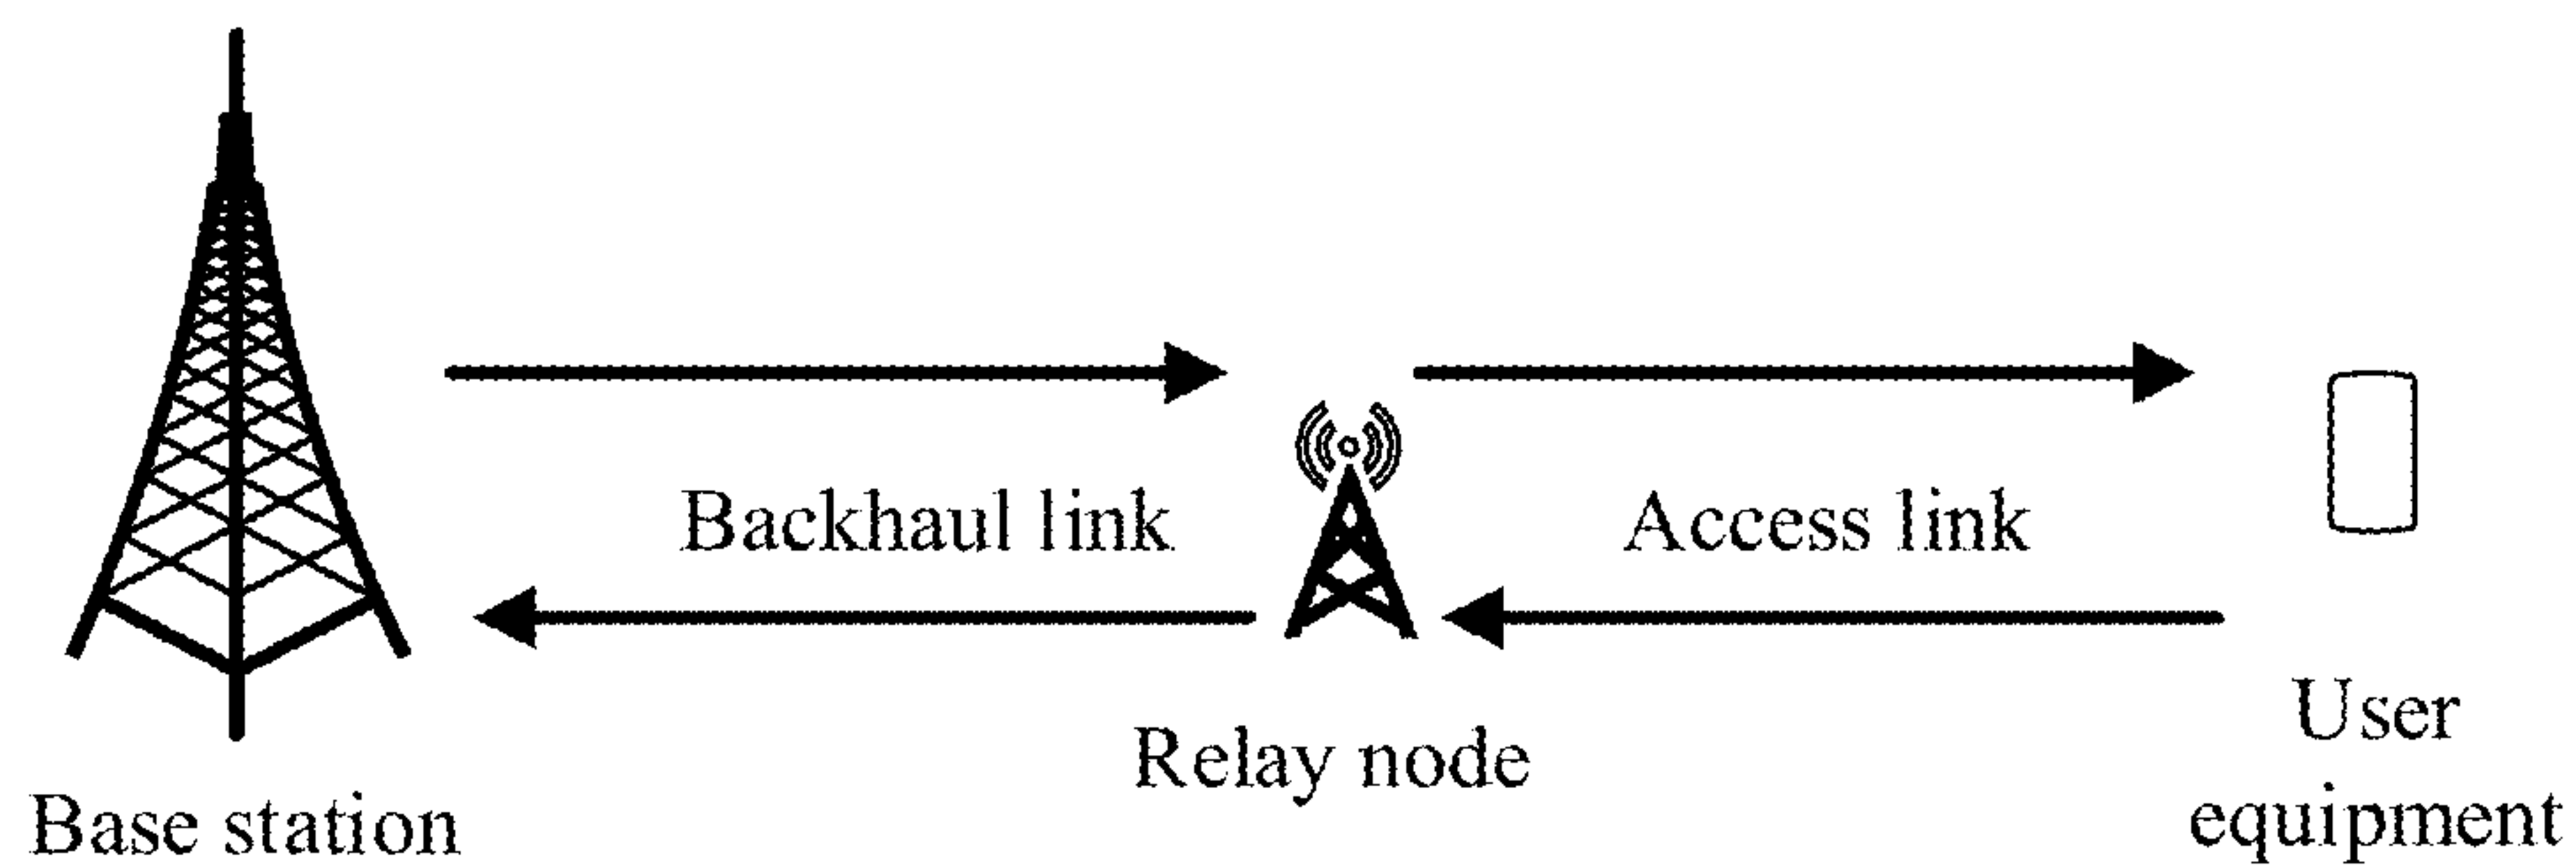 Backhaul link
Access link
Relay node
User
equipment
Base station